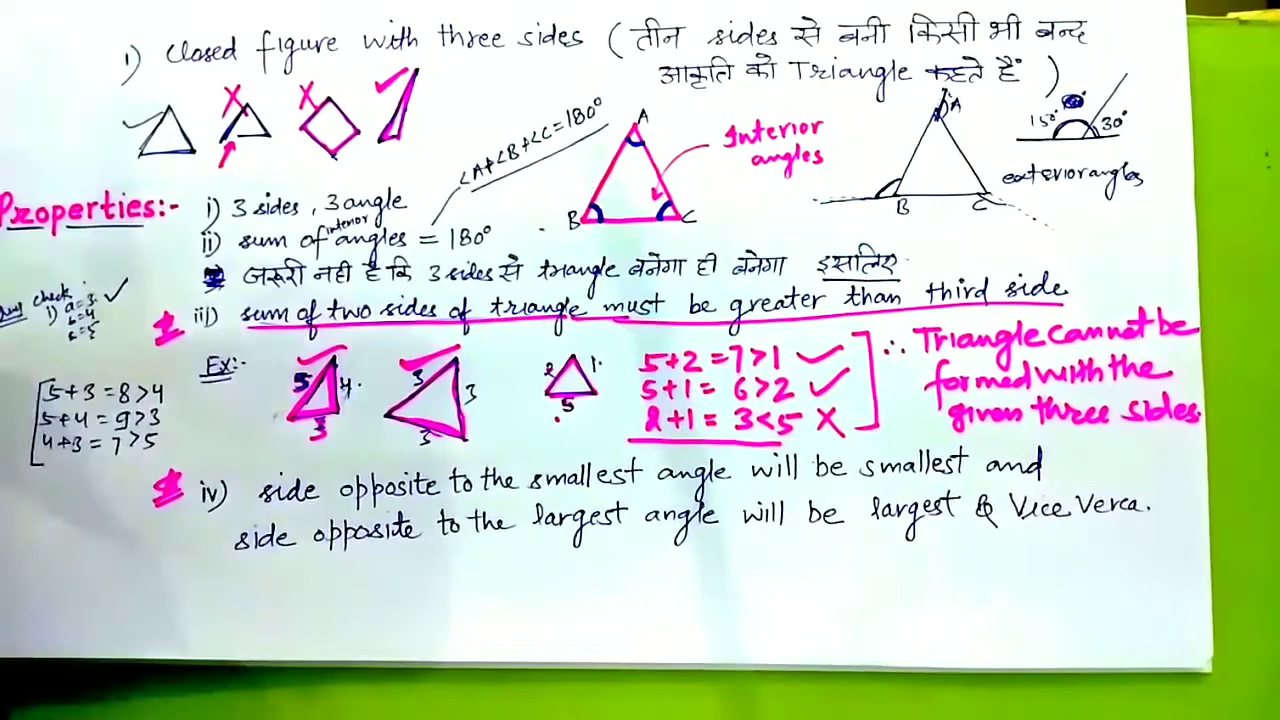 i) Closed figure with three sides ( तीन sides से बनी किसी भी बन्द
आकृति को Triangle कहते हैं )
∠A+∠B+∠C=180°
A
B
C
Interior
angles
A
B
C
150°
30°
exterior angles
Properties:-
i) 3 sides, 3 angle
ii) sum of interior angles = 180°
जरूरी नही है कि 3 sides से triangle बनेगा ही बनेगा इसलिए
iii) sum of two sides of triangle must be greater than third side
check
1) a=3
b=4
c=5
5+3=8>4
5+4=9>3
4+3=7>5
Ex:-
5
4
3
3
3
3
2
1
5
5+2=7>1 ✓
5+1=6>2 ✓
2+1=3<5 X
∴ Triangle cannot be
formed with the
given three sides
iv) side opposite to the smallest angle will be smallest and
side opposite to the largest angle will be largest & Vice Verca.